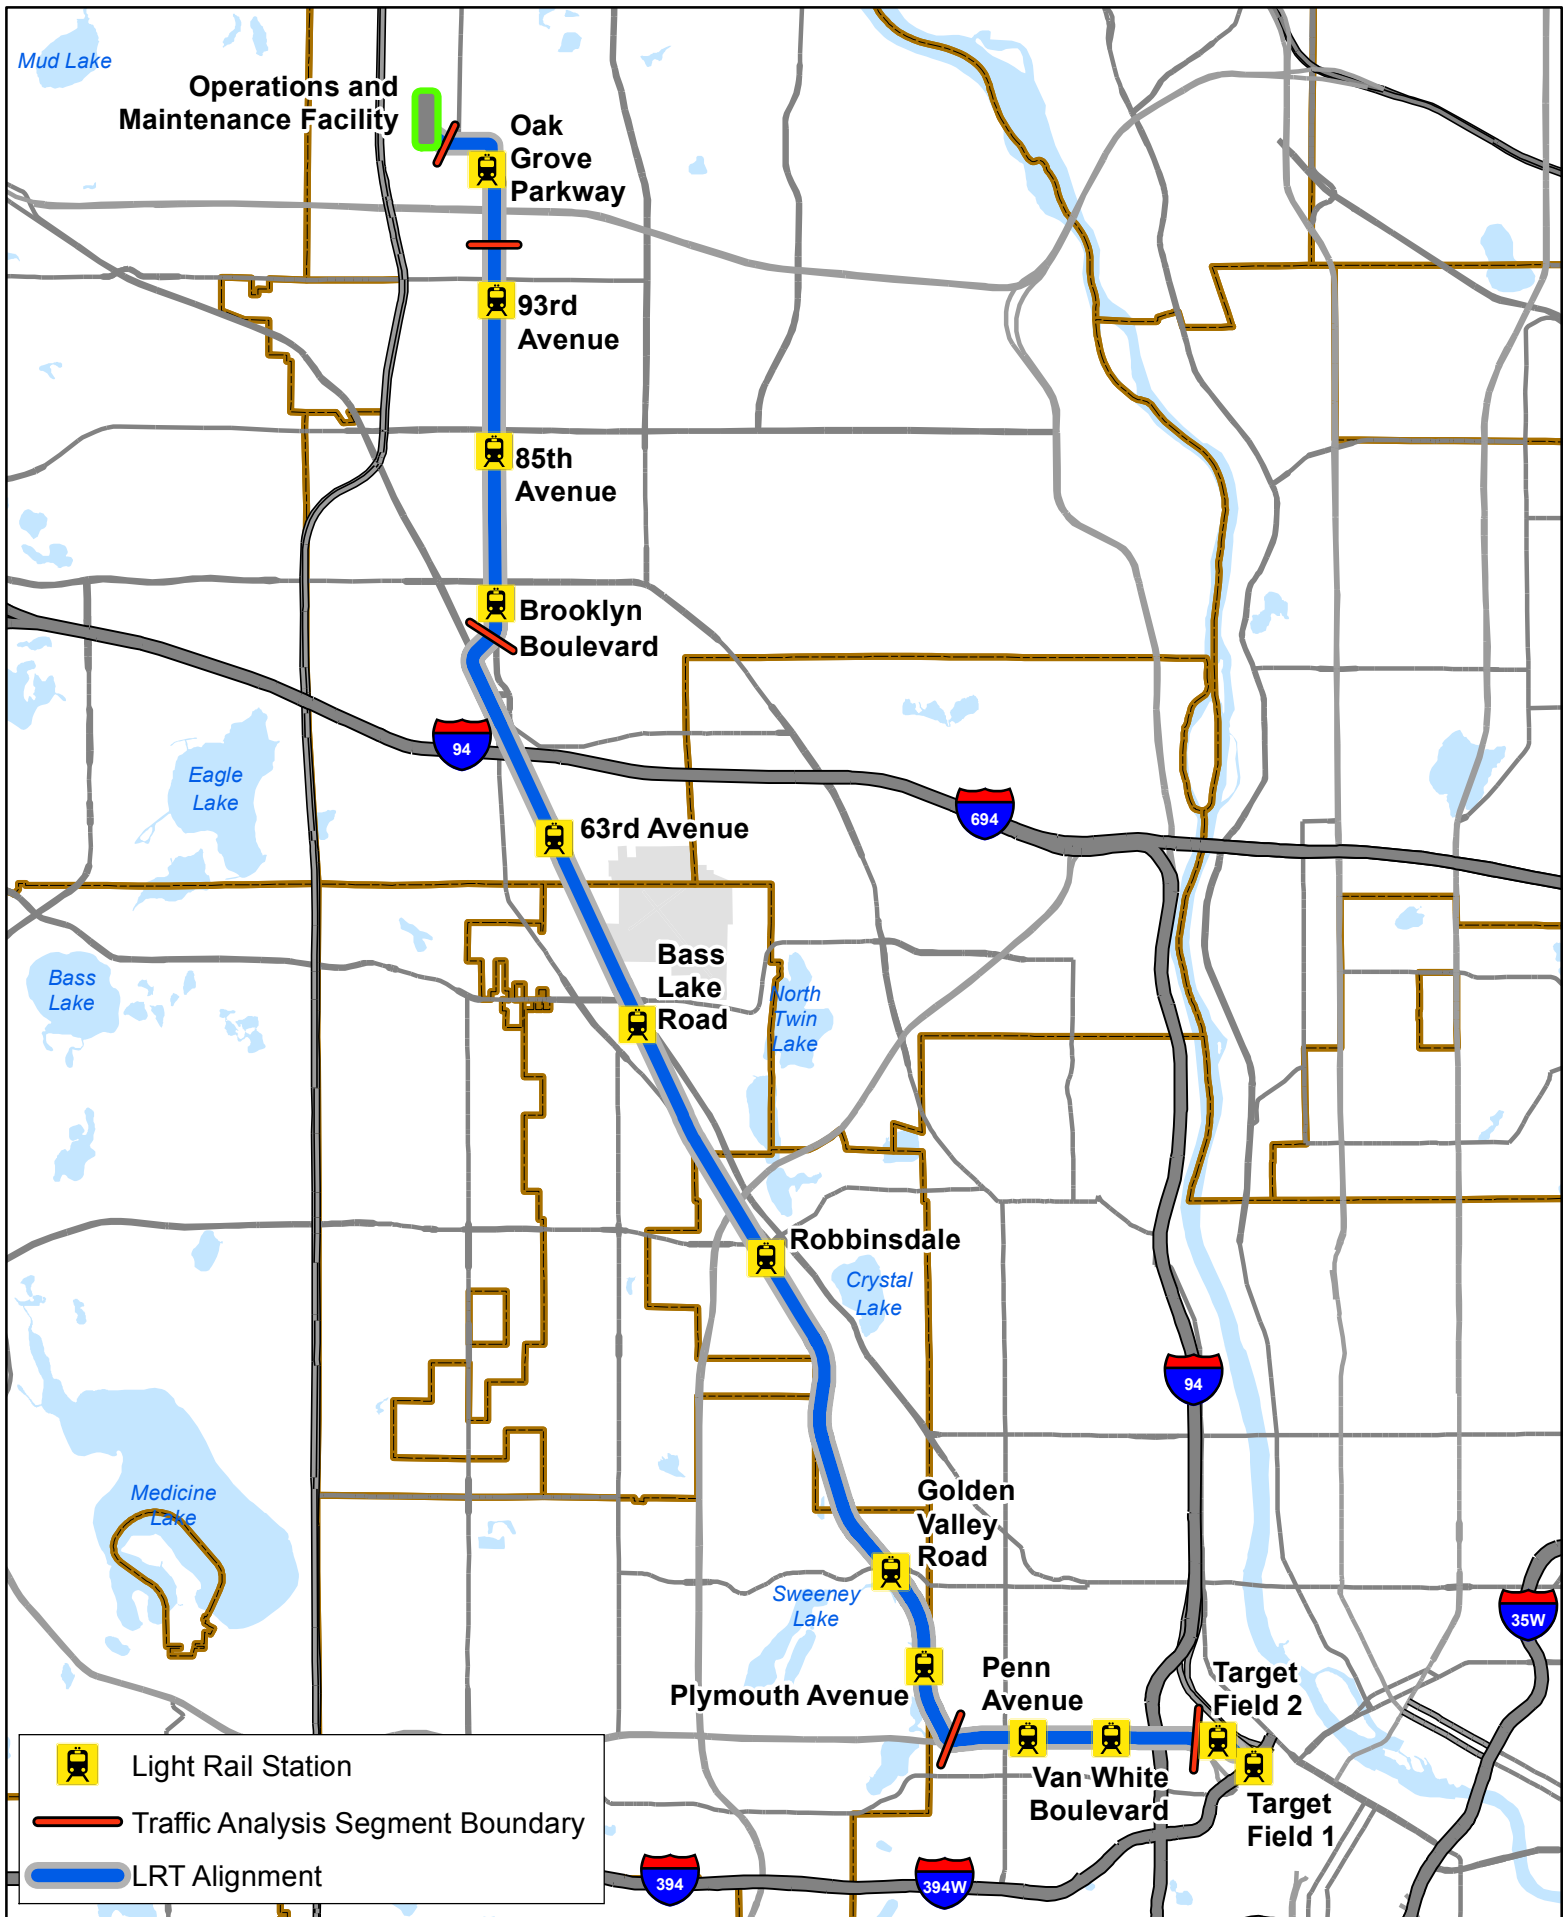 Mud Lake
Operations and
Maintenance Facility
Oak
Grove
Parkway
93rd
Avenue
85th
Avenue
Brooklyn
Boulevard
94
Eagle
Lake
694
63rd Avenue
Bass
Lake
Road
Bass
Lake
North
Twin
Lake
Robbinsdale
Crystal
Lake
94
Medicine
Lake
Golden
Valley
Road
Sweeney
Lake
35W
Plymouth Avenue
Penn
Avenue
Target
Field 2
Van White
Boulevard
Target
Field 1
Light Rail Station
Traffic Analysis Segment Boundary
LRT Alignment
394
394W